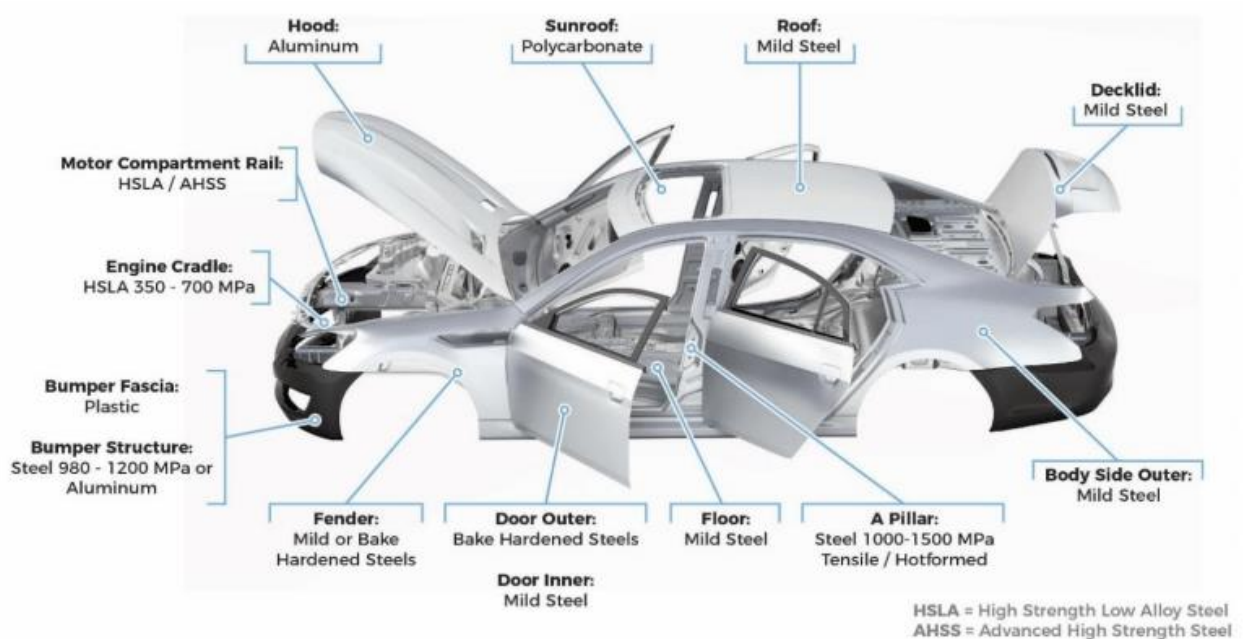 Hood:
Aluminum
Sunroof:
Polycarbonate
Roof:
Mild Steel
Decklid:
Mild Steel
Motor Compartment Rail:
HSLA / AHSS
Engine Cradle:
HSLA 350 - 700 MPa
Bumper Fascia:
Plastic
Bumper Structure:
Steel 980 - 1200 MPa or
Aluminum
Fender:
Mild or Bake
Hardened Steels
Door Outer:
Bake Hardened Steels
Door Inner:
Mild Steel
Floor:
Mild Steel
A Pillar:
Steel 1000-1500 MPa
Tensile / Hotformed
Body Side Outer:
Mild Steel
HSLA = High Strength Low Alloy Steel
AHSS = Advanced High Strength Steel